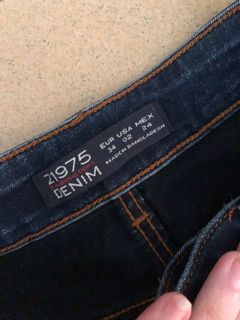 Z1975
DENIM
EUR USA MEX
34 02 24
MADE IN BANGLADESH